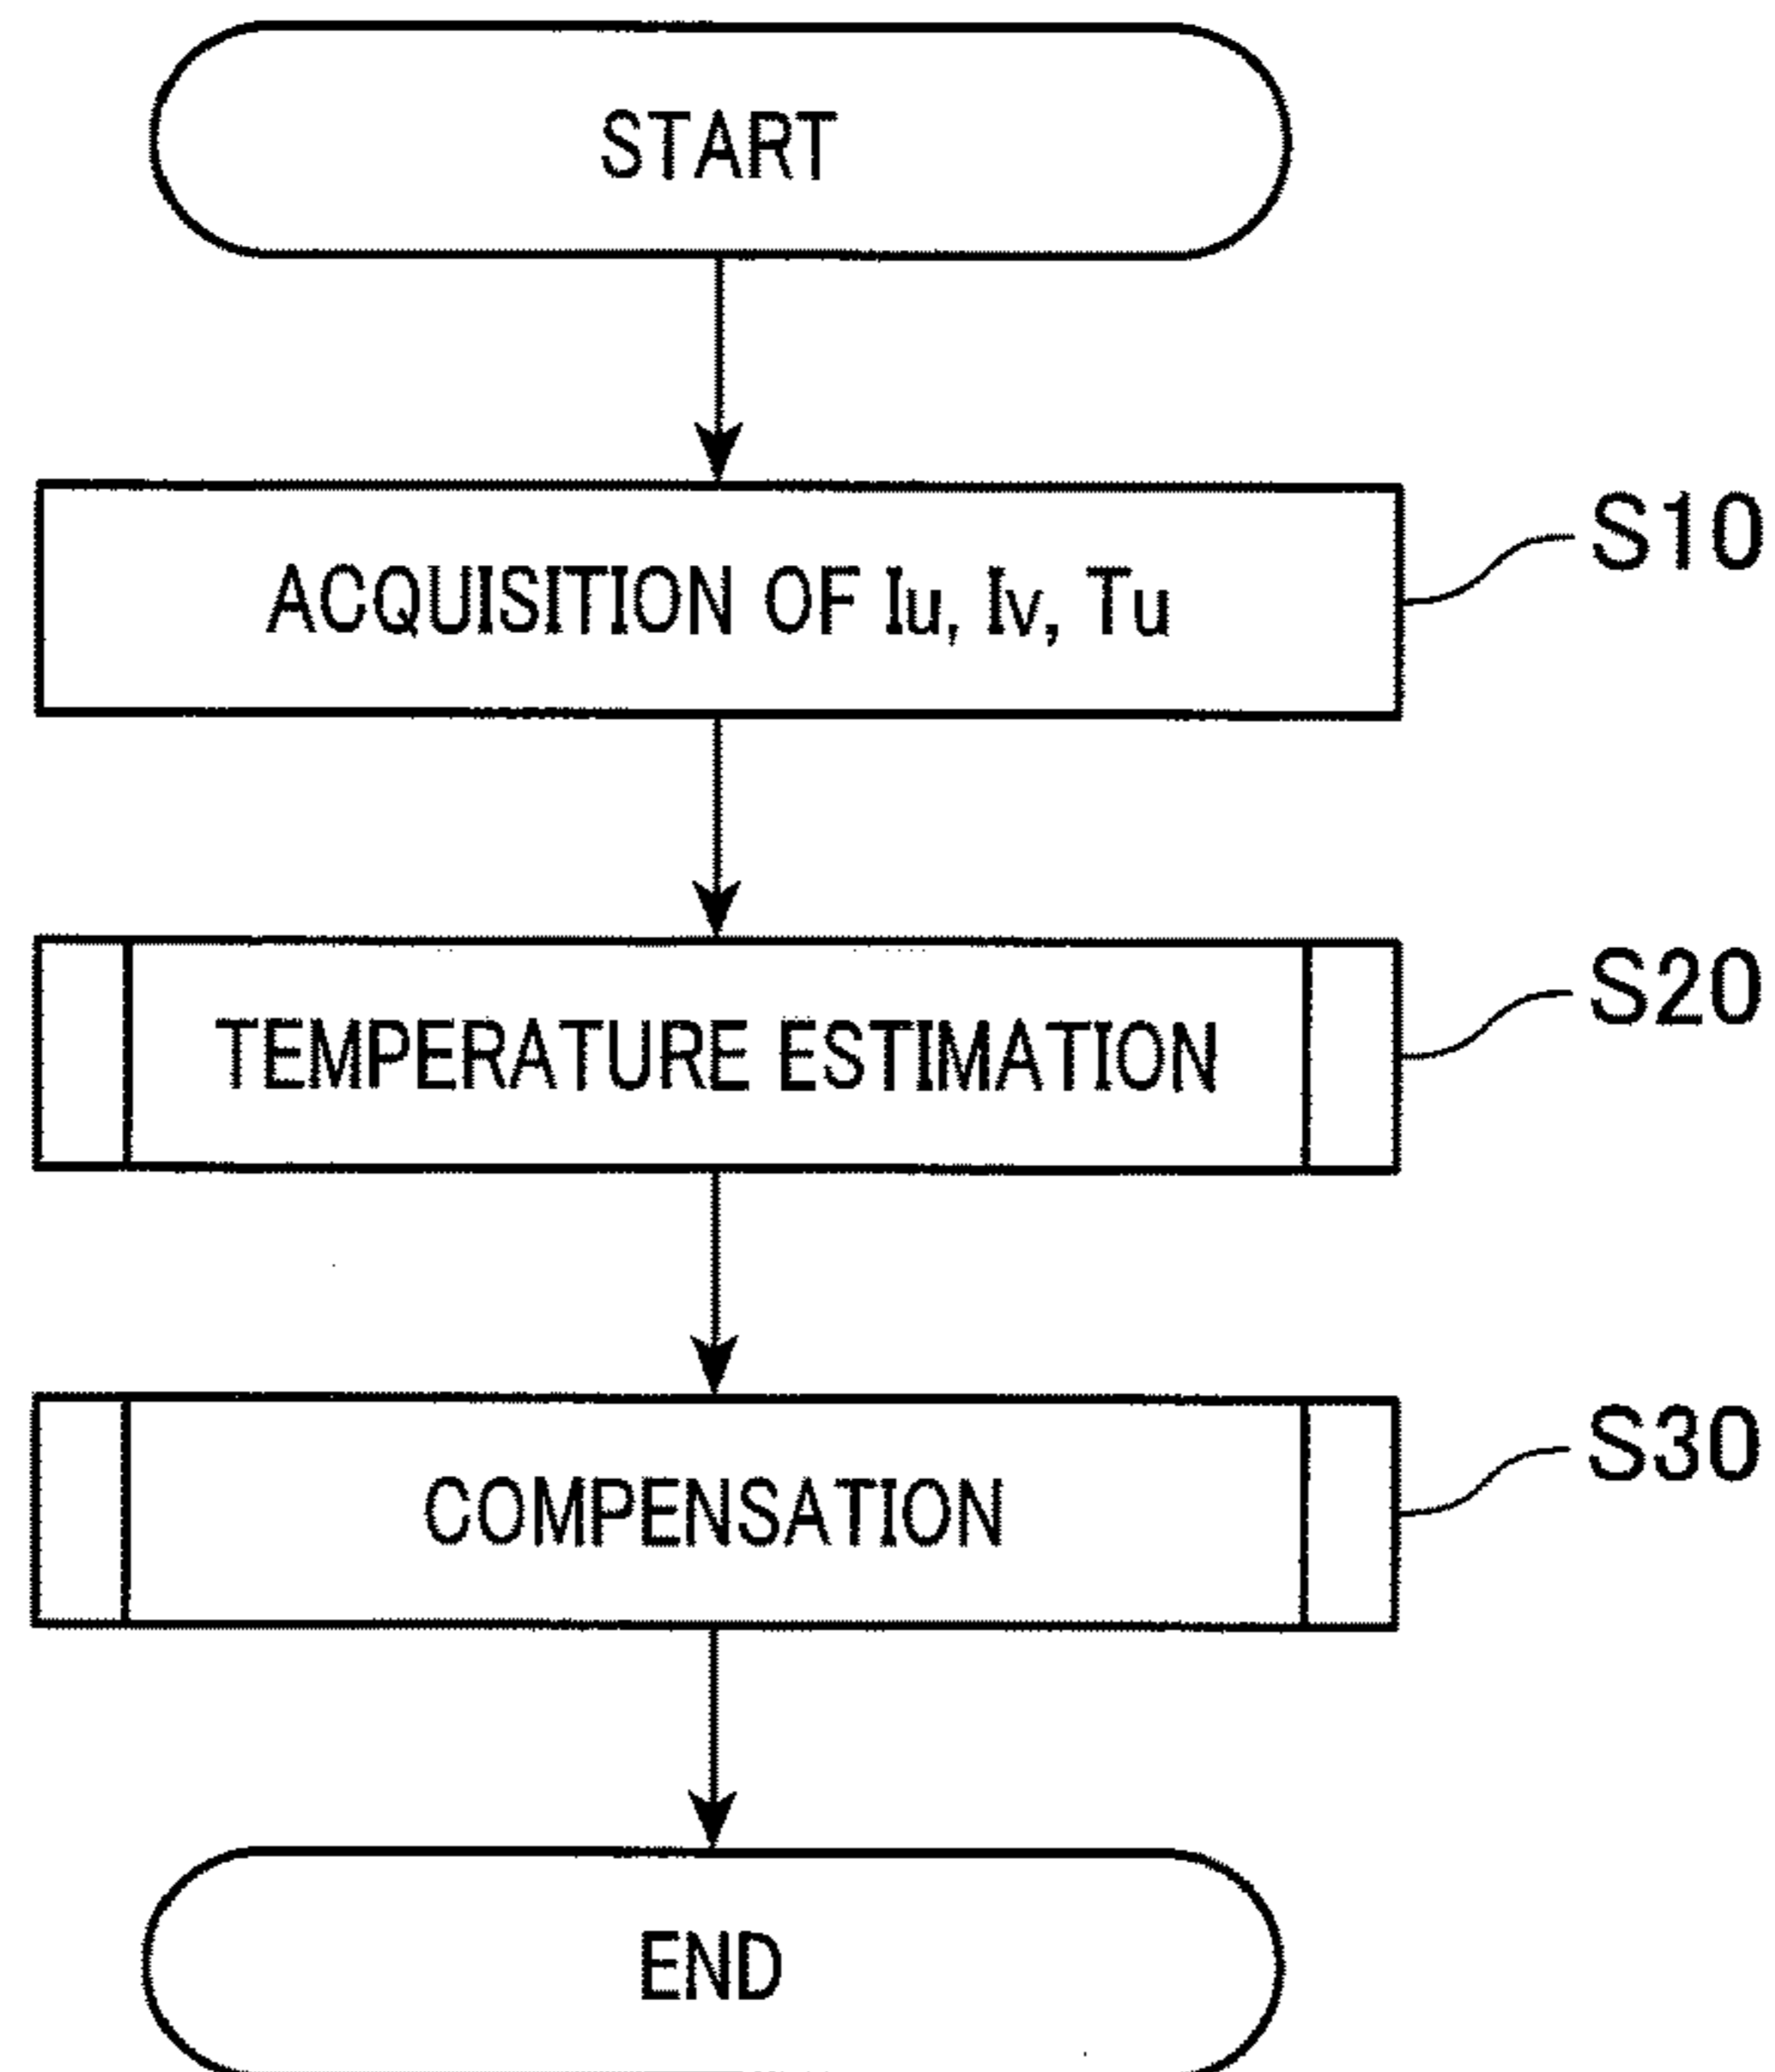 START
ACQUISITION OF Iu, Iv, Tu
S10
TEMPERATURE ESTIMATION
S20
COMPENSATION
S30
END